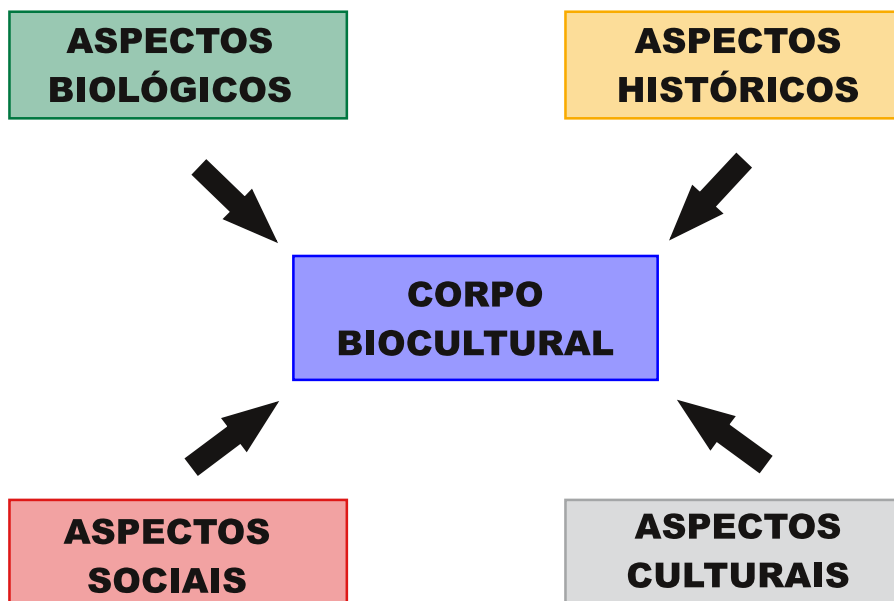 ASPECTOS
BIOLÓGICOS
ASPECTOS
HISTÓRICOS
CORPO
BIOCULTURAL
ASPECTOS
SOCIAIS
ASPECTOS
CULTURAIS